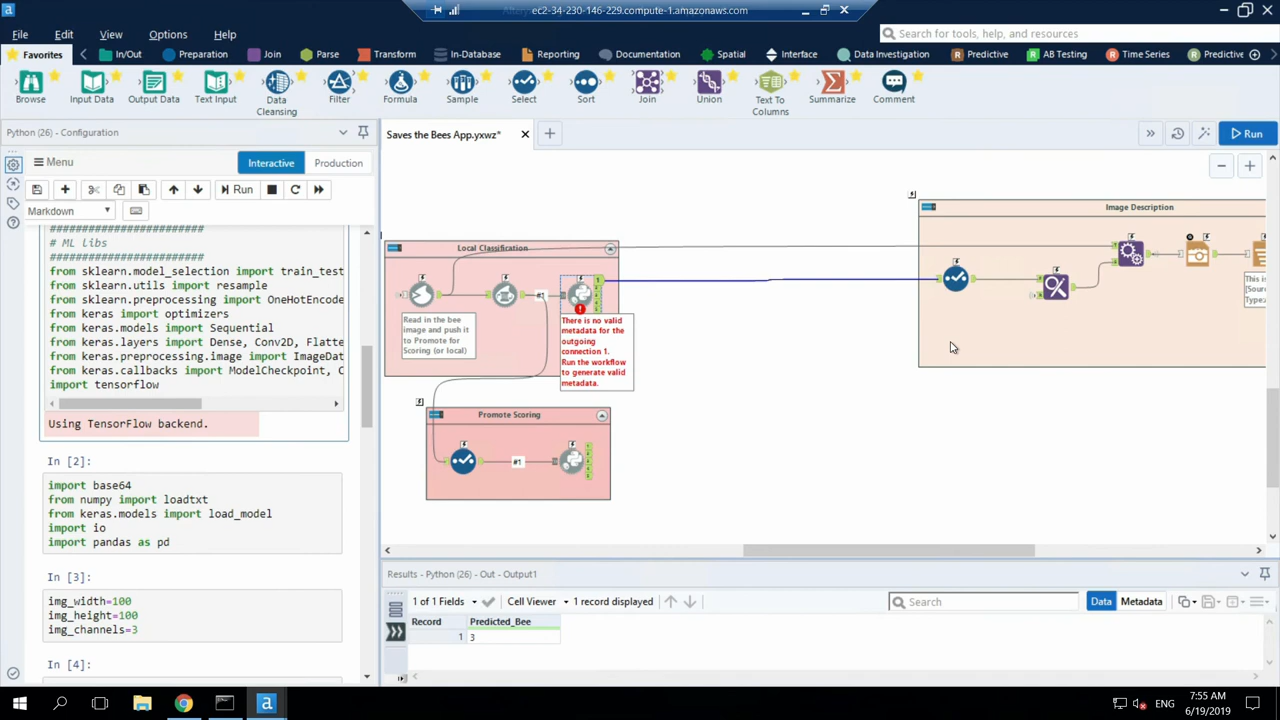 ec2-34-230-146-229.compute-1.amazonaws.com
File Edit View Options Help
Search for tools, help, and resources
Favorites In/Out Preparation Join Parse Transform In-Database Reporting Documentation Spatial Interface Data Investigation Predictive AB Testing Time Series Predictive
Browse Input Data Output Data Text Input Data Cleansing Filter Formula Sample Select Sort Join Union Text To Columns Summarize Comment
Python (26) - Configuration
Saves the Bees App.yxwz*
Menu
Interactive
Production
Run
Run
Markdown
########################
# ML libs
########################
from sklearn.model_selection import train_test
from sklearn.utils import resample
from sklearn.preprocessing import OneHotEncode
from keras import optimizers
from keras.models import Sequential
from keras.layers import Dense, Conv2D, Flatte
from keras.preprocessing.image import ImageDat
from keras.callbacks import ModelCheckpoint, C
import tensorflow
Using TensorFlow backend.
In [2]:
import base64
from numpy import loadtxt
from keras.models import load_model
import io
import pandas as pd
In [3]:
img_width=100
img_height=100
img_channels=3
In [4]:
Local Classification
#1
Read in the bee
image and push it
to Promote for
Scoring (or local)
There is no valid
metadata for the
outgoing
connection 1.
Run the workflow
to generate valid
metadata.
Promote Scoring
#1
Image Description
This is
[Sourc
Type:
Results - Python (26) - Out - Output1
1 of 1 Fields
Cell Viewer
1 record displayed
Search
Data
Metadata
Record Predicted_Bee
1 3
ENG
7:55 AM
6/19/2019